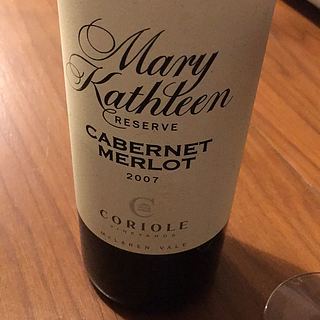 Mary
Kathleen
RESERVE
CABERNET
MERLOT
2007
C
CORIOLE
VINEYARDS
McLAREN VALE